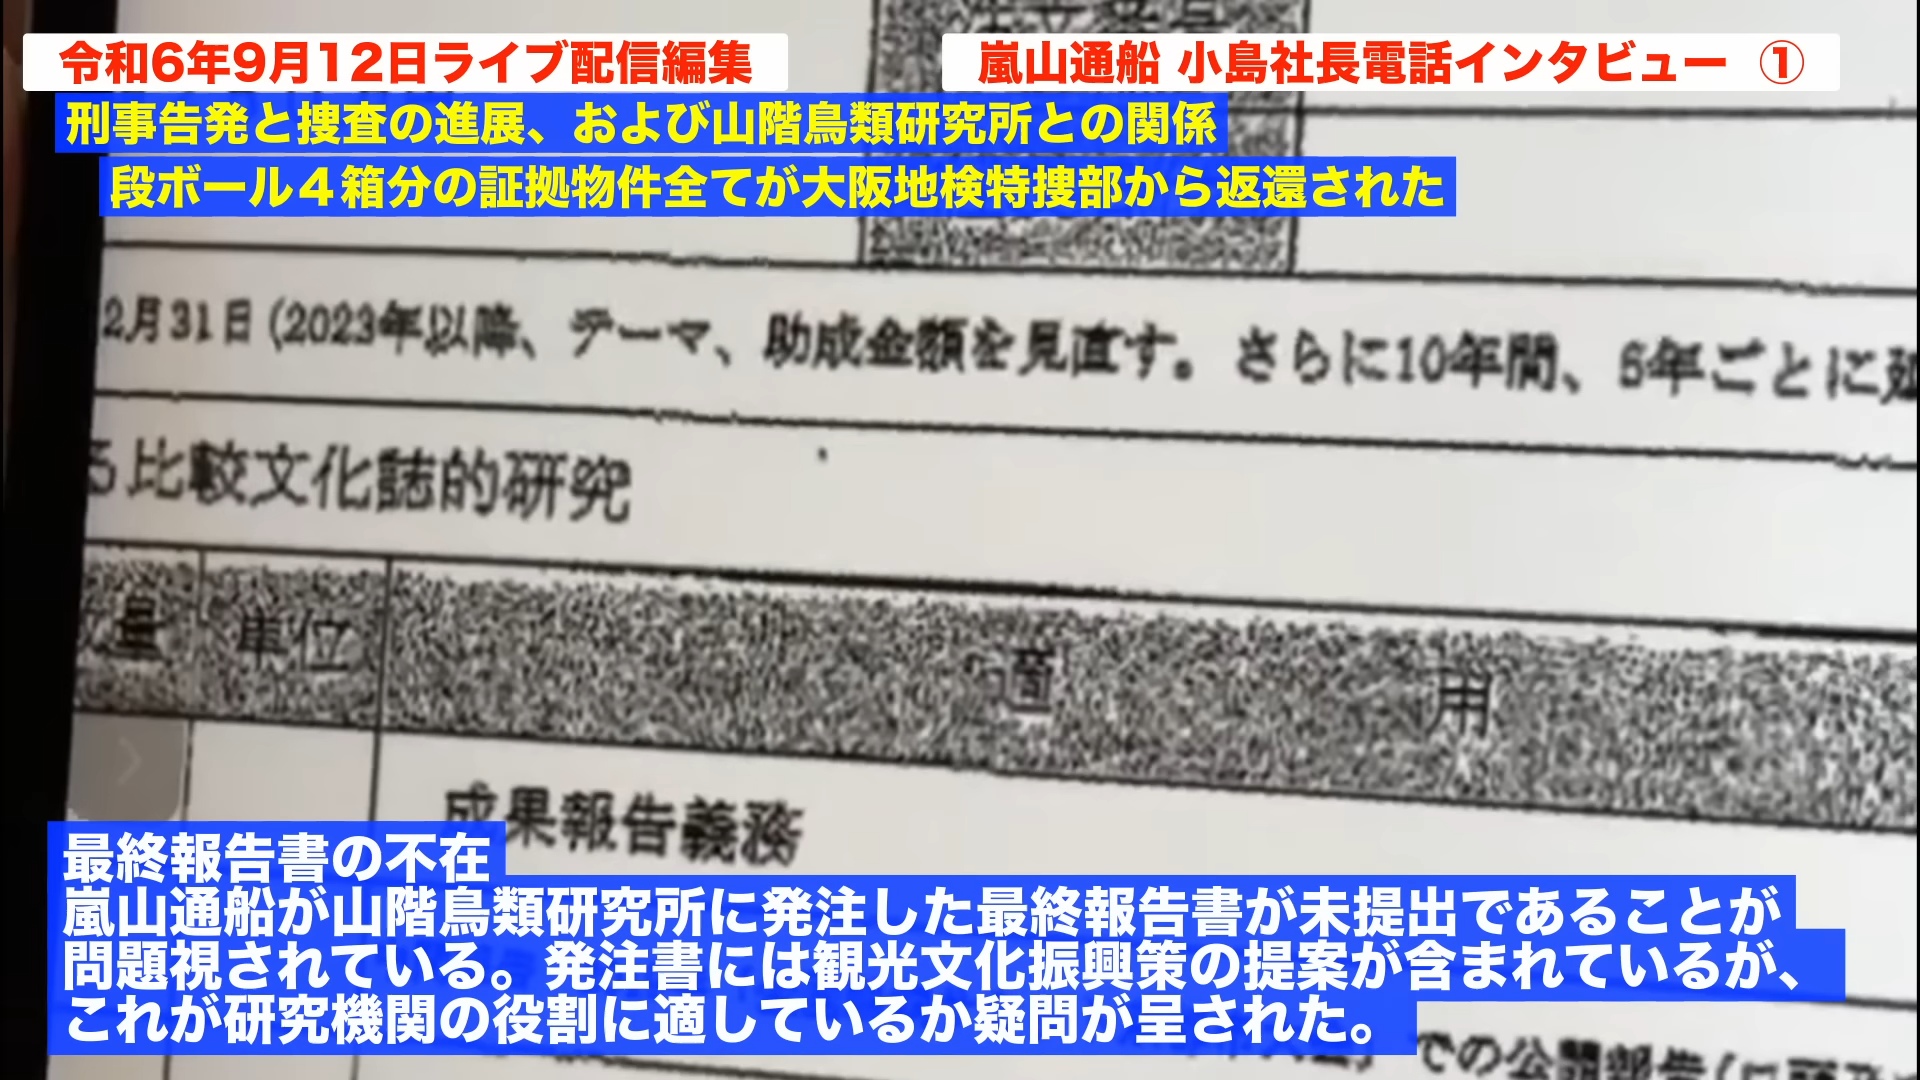 令和6年9月12日ライブ配信編集
嵐山通船 小島社長電話インタビュー ①
刑事告発と捜査の進展、および山階鳥類研究所との関係
段ボール４箱分の証拠物件全てが大阪地検特捜部から返還された
2月31日(2023年以降、テーマ、助成金額を見直す。さらに10年間、5年ごとに
る比較文化誌的研究
量 単位 適 用
成果報告義務
最終報告書の不在
嵐山通船が山階鳥類研究所に発注した最終報告書が未提出であることが
問題視されている。発注書には観光文化振興策の提案が含まれているが、
これが研究機関の役割に適しているか疑問が呈された。
での公開報告(